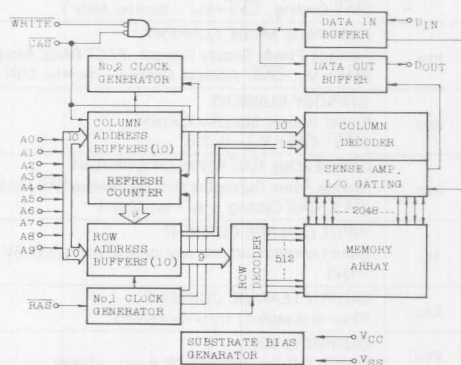 WRITE
CAS
DATA IN
BUFFER
DIN
No.2 CLOCK
GENERATOR
DATA OUT
BUFFER
DOUT
A0
A1
A2
A3
A4
A5
A6
A7
A8
A9
10
COLUMN
ADDRESS
BUFFERS(10)
10
1
COLUMN
DECODER
REFRESH
COUNTER
SENSE AMP.
I/O GATING
9
2048
10
ROW
ADDRESS
BUFFERS(10)
9
ROW
DECODER
512
MEMORY
ARRAY
RAS
No.1 CLOCK
GENERATOR
SUBSTRATE BIAS
GENARATOR
VCC
VSS